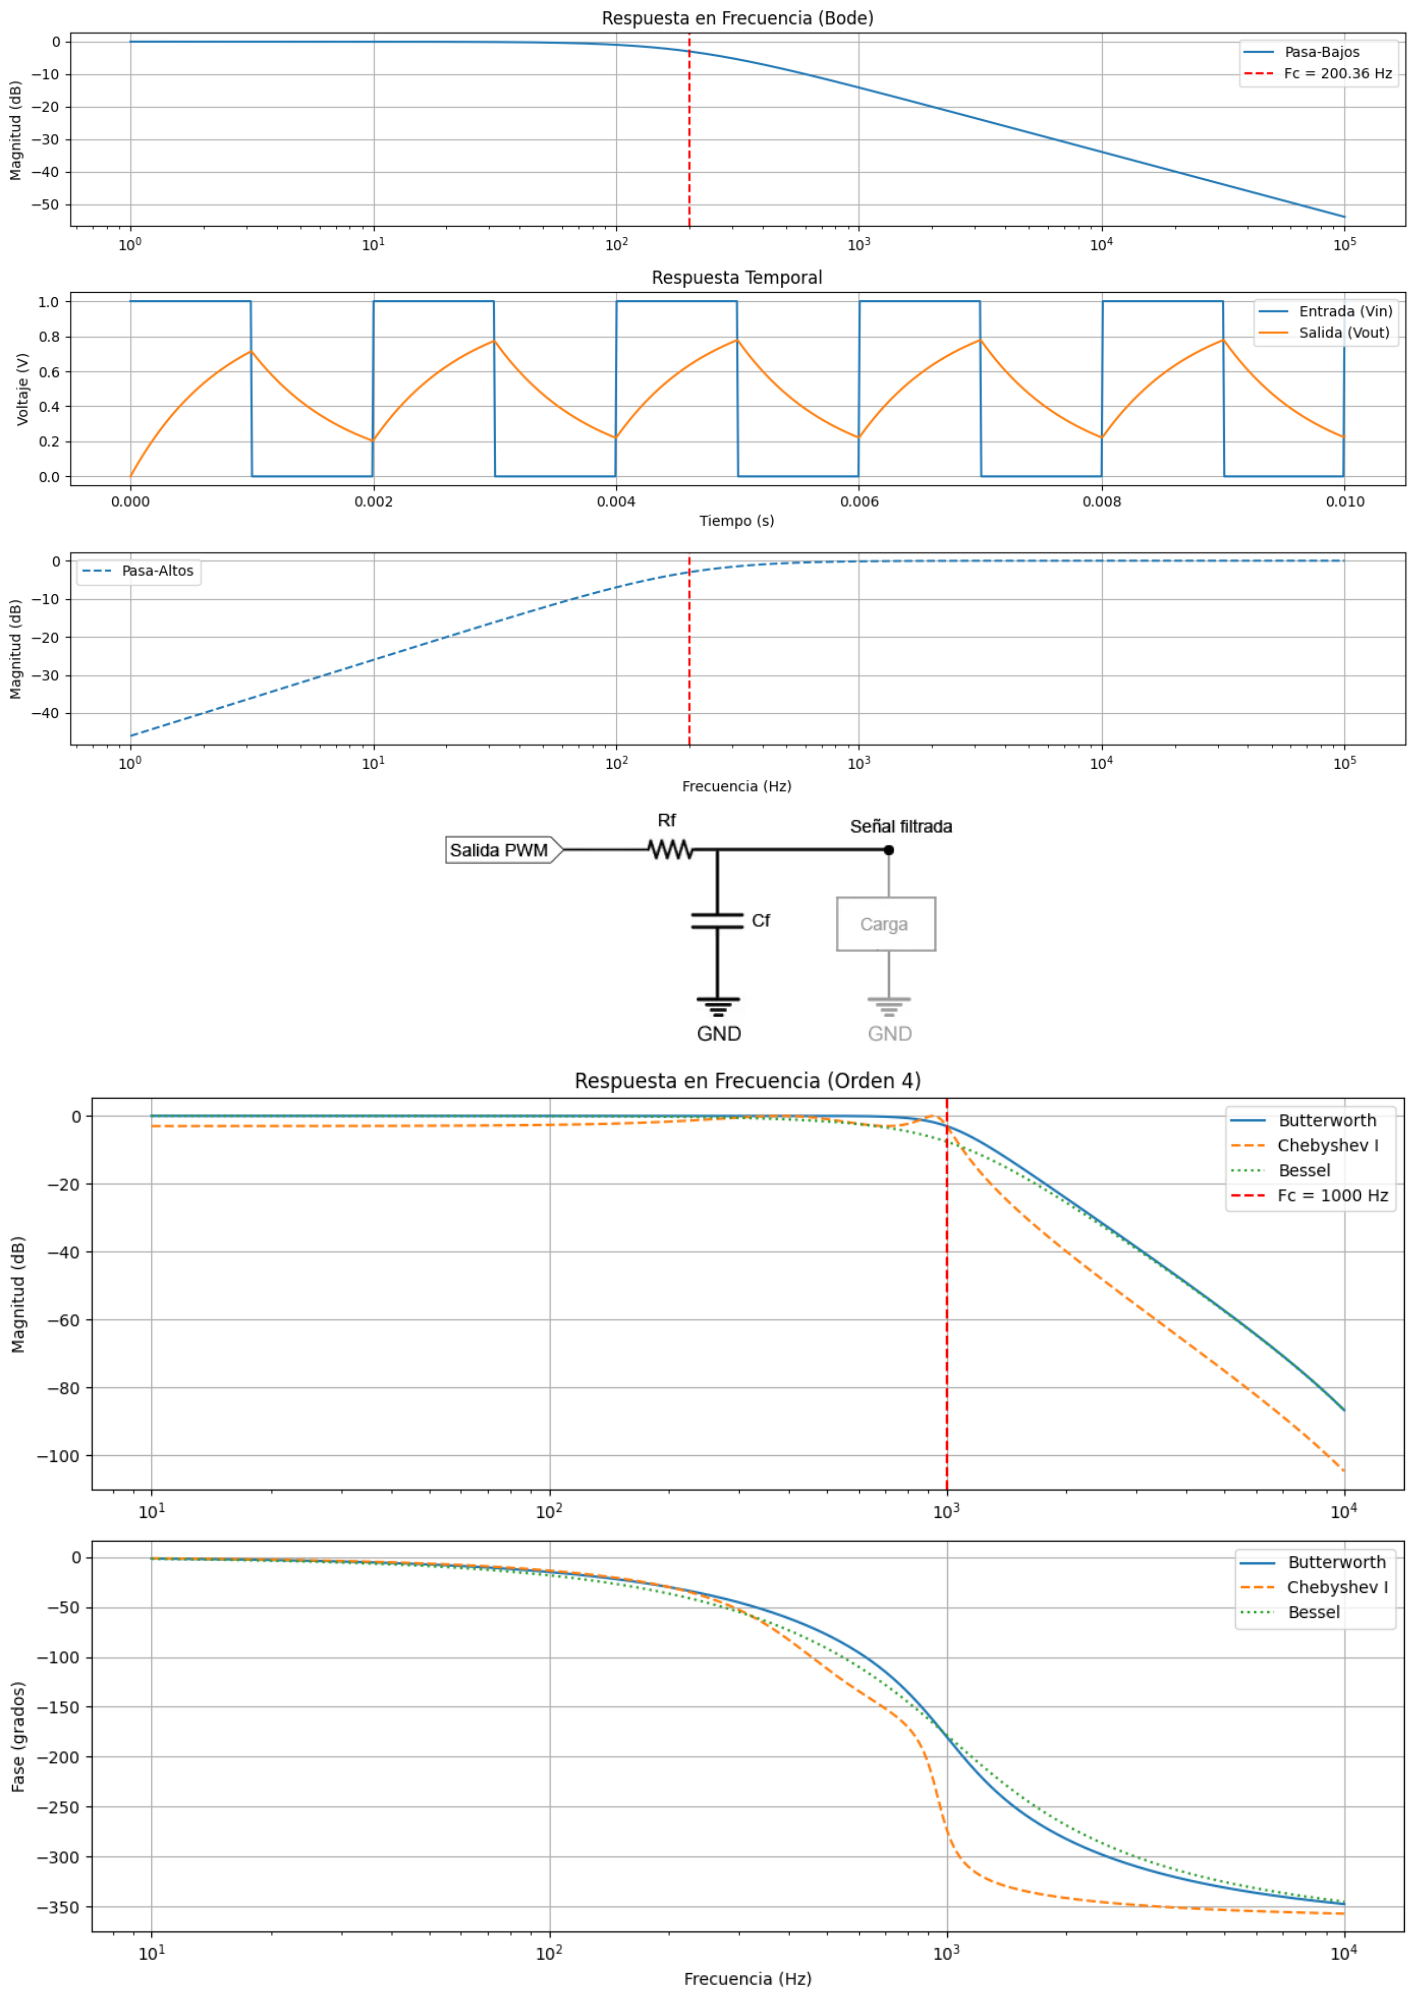 Respuesta en Frecuencia (Bode)
Magnitud (dB)
0
−10
−20
−30
−40
−50
Pasa-Bajos
Fc = 200.36 Hz
10⁰ 10¹ 10² 10³ 10⁴ 10⁵
Respuesta Temporal
Voltaje (V)
1.0
0.8
0.6
0.4
0.2
0.0
Entrada (Vin)
Salida (Vout)
0.000 0.002 0.004 0.006 0.008 0.010
Tiempo (s)
Magnitud (dB)
0
−10
−20
−30
−40
Pasa-Altos
10⁰ 10¹ 10² 10³ 10⁴ 10⁵
Frecuencia (Hz)
Rf
Señal filtrada
Salida PWM
Cf
Carga
GND
GND
Respuesta en Frecuencia (Orden 4)
Magnitud (dB)
0
−20
−40
−60
−80
−100
Butterworth
Chebyshev I
Bessel
Fc = 1000 Hz
10¹ 10² 10³ 10⁴
Fase (grados)
0
−50
−100
−150
−200
−250
−300
−350
Butterworth
Chebyshev I
Bessel
10¹ 10² 10³ 10⁴
Frecuencia (Hz)